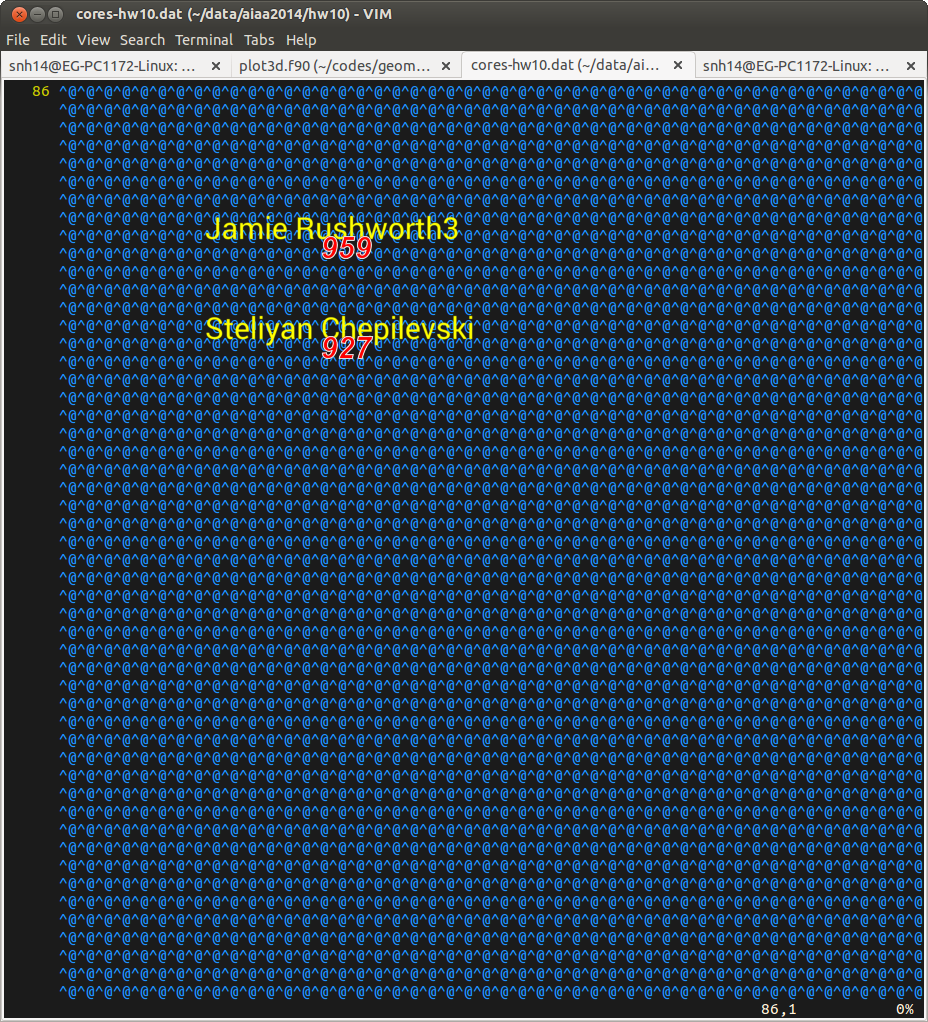 cores-hw10.dat (~/data/aiaa2014/hw10) - VIM
File Edit View Search Terminal Tabs Help
snh14@EG-PC1172-Linux: ... plot3d.f90 (~/codes/geom... cores-hw10.dat (~/data/ai... snh14@EG-PC1172-Linux: ...
86
Jamie Rushworth3
959
Steliyan Chepilevski
927
86,1 0%